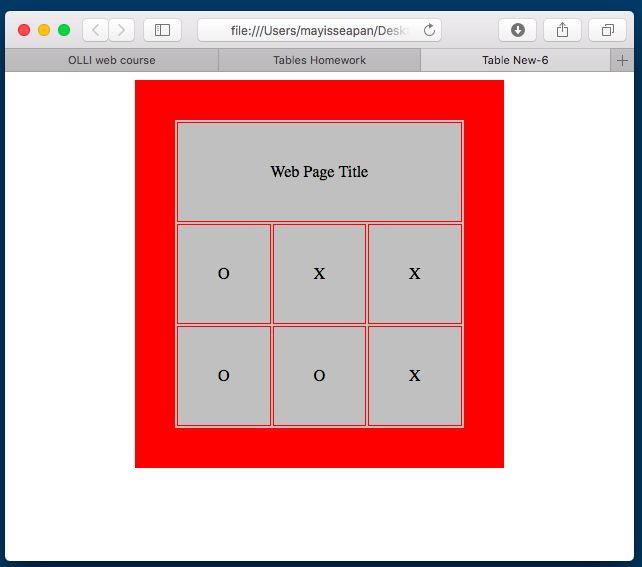 file:///Users/mayisseapan/Deskt
OLLI web course Tables Homework Table New-6
Web Page Title
O X X
O O X